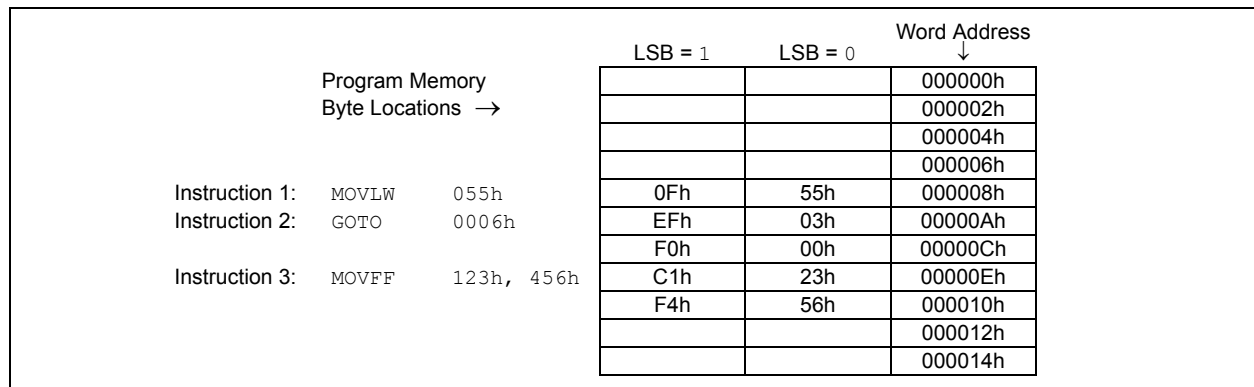 Word Address
LSB = 1 LSB = 0 ↓
Program Memory 000000h
Byte Locations → 000002h
000004h
000006h
Instruction 1: MOVLW 055h 0Fh 55h 000008h
Instruction 2: GOTO 0006h EFh 03h 00000Ah
F0h 00h 00000Ch
Instruction 3: MOVFF 123h, 456h C1h 23h 00000Eh
F4h 56h 000010h
000012h
000014h